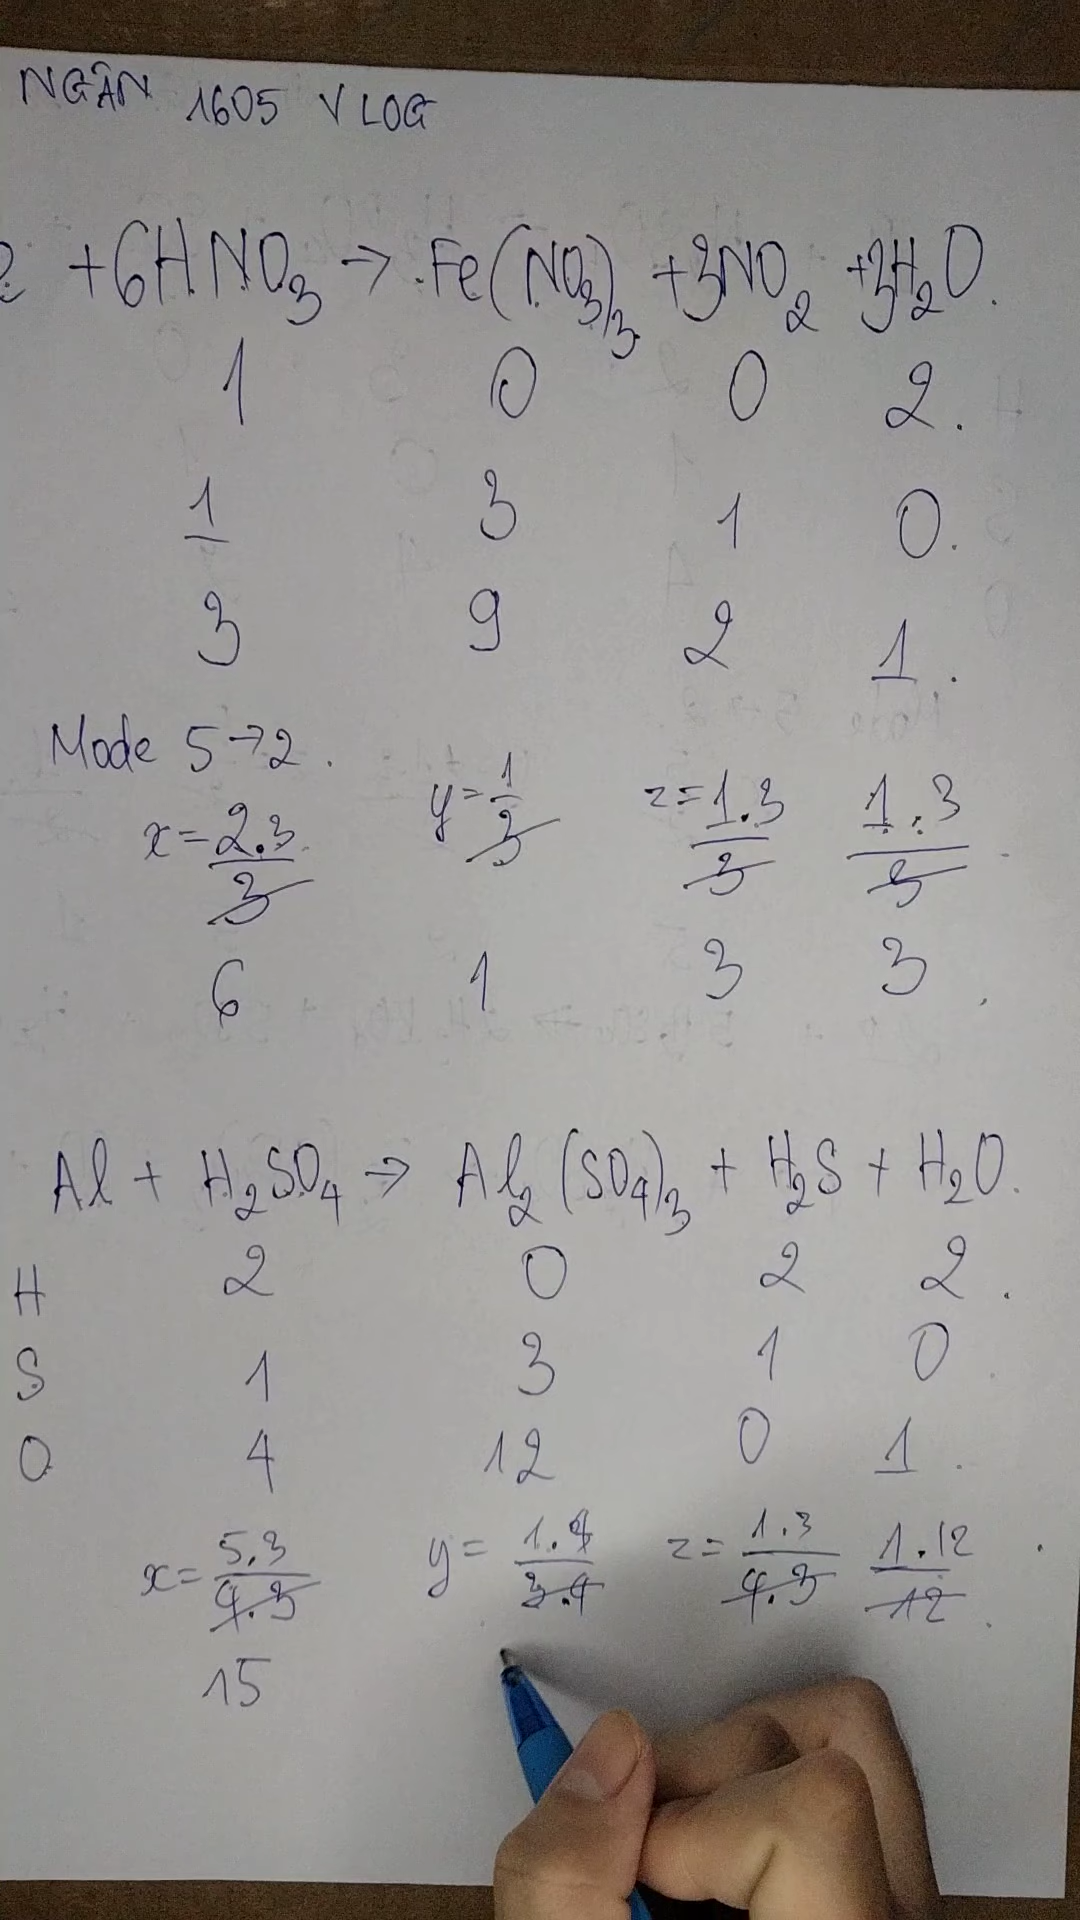 NGÂN 1605 VLOG
+6HNO3 → Fe(NO3)3 +3NO2 +3H2O.
1 0 0 2.
1 3 1 0.
3 9 2 1.
Mode 5→2.
x= 2.3/3 y= 1/3 z= 1.3/3 1.3/3
6 1 3 3
Al + H2SO4 → Al2(SO4)3 + H2S + H2O.
H 2 0 2 2.
S 1 3 1 0
O 4 12 0 1.
x= 5.3/4.3 y= 1.4/3.4 z= 1.3/4.3 1.12/12
15